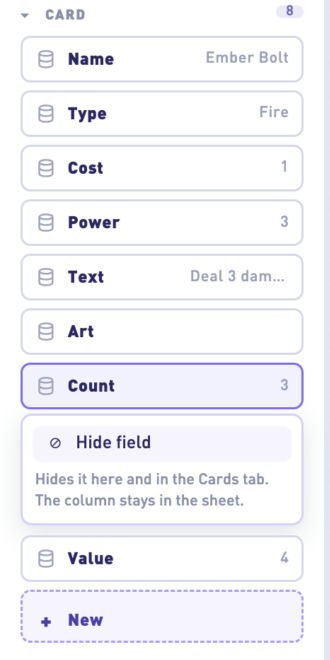 CARD 8
Name Ember Bolt
Type Fire
Cost 1
Power 3
Text Deal 3 dam...
Art
Count 3
Hide field
Hides it here and in the Cards tab.
The column stays in the sheet.
Value 4
+ New